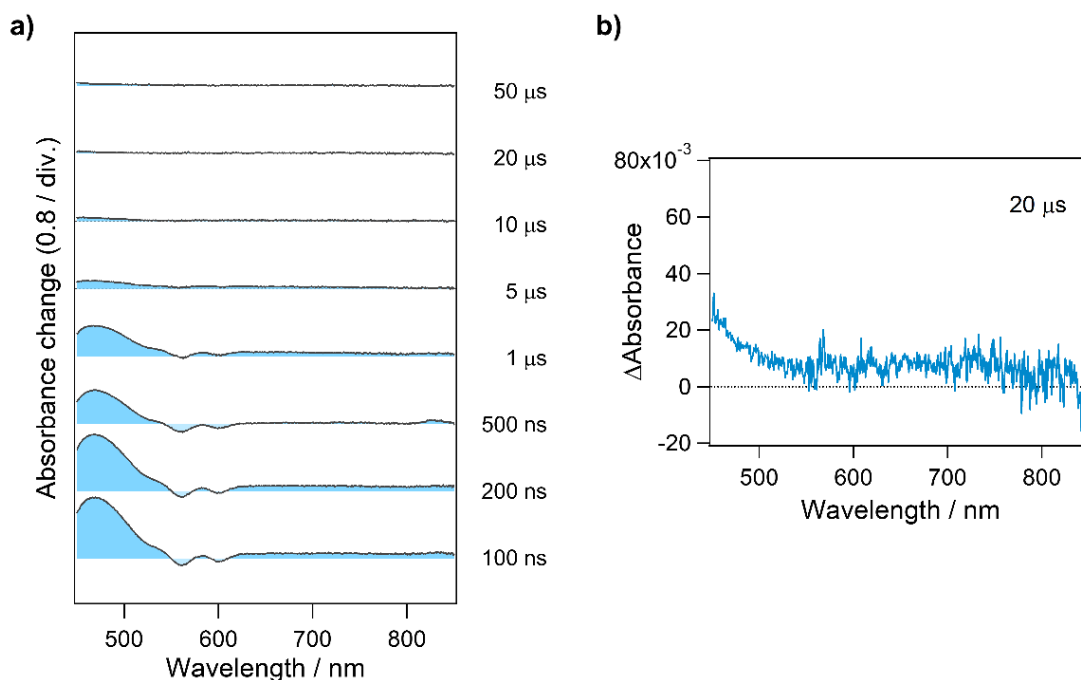 a)
Absorbance change (0.8 / div.)
50 μs
20 μs
10 μs
5 μs
1 μs
500 ns
200 ns
100 ns
500 600 700 800
Wavelength / nm
b)
ΔAbsorbance
80x10⁻³
60
40
20
0
-20
20 μs
500 600 700 800
Wavelength / nm